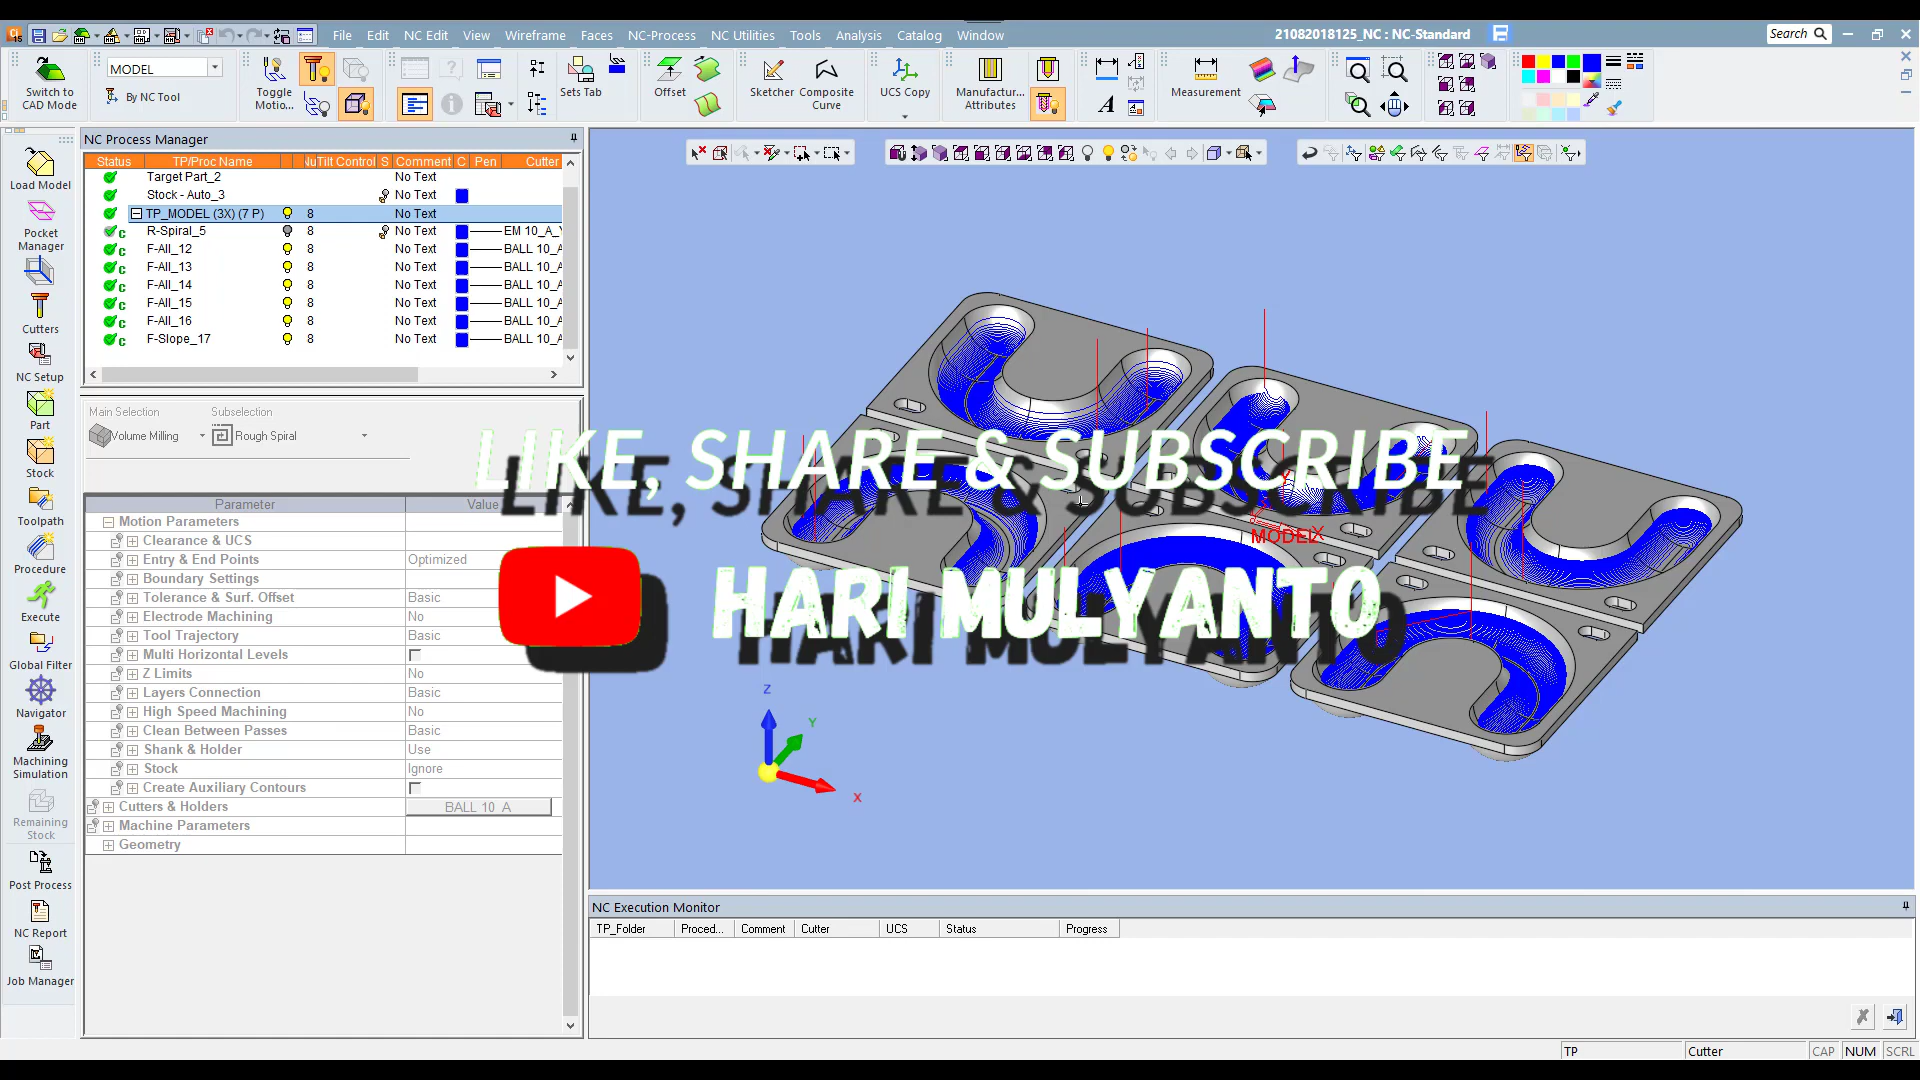 File Edit NC Edit View Wireframe Faces NC-Process NC Utilities Tools Analysis Catalog Window
21082018125_NC : NC-Standard
Search
Switch to CAD Mode
MODEL
By NC Tool
Toggle Motio...
Sets Tab
Offset
Sketcher
Composite Curve
UCS Copy
Manufactur... Attributes
Measurement
NC Process Manager
Status TP/Proc Name Nu Tilt Control S Comment C Pen Cutter
Target Part_2 No Text
Stock - Auto_3 No Text
TP_MODEL (3X) (7 P) 8 No Text
R-Spiral_5 8 No Text EM 10_A_
F-All_12 8 No Text BALL 10_A
F-All_13 8 No Text BALL 10_A
F-All_14 8 No Text BALL 10_A
F-All_15 8 No Text BALL 10_A
F-All_16 8 No Text BALL 10_A
F-Slope_17 8 No Text BALL 10_A
Load Model
Pocket Manager
Cutters
NC Setup
Part
Stock
Toolpath
Procedure
Execute
Global Filter
Navigator
Machining Simulation
Remaining Stock
Post Process
NC Report
Job Manager
Main Selection Subselection
Volume Milling Rough Spiral
Parameter Value
Motion Parameters
Clearance & UCS
Entry & End Points Optimized
Boundary Settings
Tolerance & Surf. Offset Basic
Electrode Machining No
Tool Trajectory Basic
Multi Horizontal Levels
Z Limits No
Layers Connection Basic
High Speed Machining No
Clean Between Passes Basic
Shank & Holder Use
Stock Ignore
Create Auxiliary Contours
Cutters & Holders BALL 10_A
Machine Parameters
Geometry
LIKE, SHARE & SUBSCRIBE
HARI MULYANTO
Y
MODEL X
Z
Y
X
NC Execution Monitor
TP_Folder Proced... Comment Cutter UCS Status Progress
TP Cutter CAP NUM SCRL